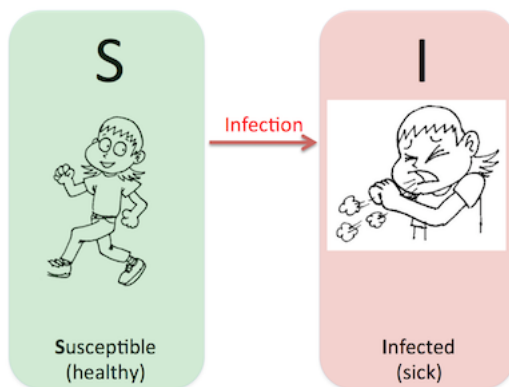 S
I
Infection
Susceptible
(healthy)
Infected
(sick)